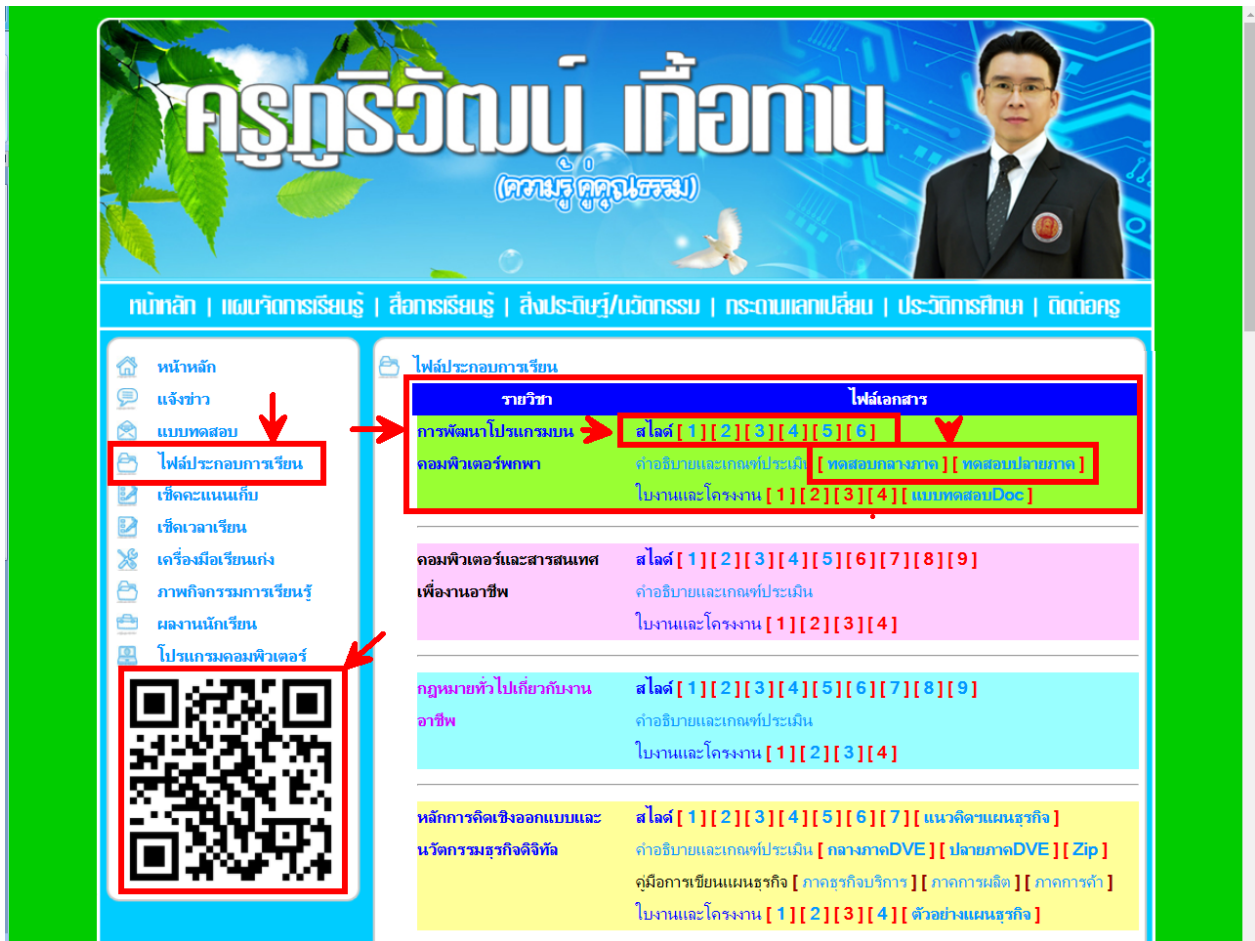 ครูภูริวัฒน์ เกื้อทาน
(ความรู้ คู่คุณธรรม)
หน้าหลัก | แผนจัดการเรียนรู้ | สื่อการเรียนรู้ | สิ่งประดิษฐ์/นวัตกรรม | กระดานแลกเปลี่ยน | ประวัติการศึกษา | ติดต่อครู
หน้าหลัก
แจ้งข่าว
แบบทดสอบ
ไฟล์ประกอบการเรียน
เช็คคะแนนเก็บ
เช็คเวลาเรียน
เครื่องมือเรียนเก่ง
ภาพกิจกรรมการเรียนรู้
ผลงานนักเรียน
โปรแกรมคอมพิวเตอร์
ไฟล์ประกอบการเรียน
รายวิชา ไฟล์เอกสาร
การพัฒนาโปรแกรมบน สไลด์ [ 1 ] [ 2 ] [ 3 ] [ 4 ] [ 5 ] [ 6 ]
คอมพิวเตอร์พกพา คำอธิบายและเกณฑ์ประเมิน [ ทดสอบกลางภาค ] [ ทดสอบปลายภาค ]
ใบงานและโครงงาน [ 1 ] [ 2 ] [ 3 ] [ 4 ] [ แบบทดสอบDoc ]
คอมพิวเตอร์และสารสนเทศ สไลด์ [ 1 ] [ 2 ] [ 3 ] [ 4 ] [ 5 ] [ 6 ] [ 7 ] [ 8 ] [ 9 ]
เพื่องานอาชีพ คำอธิบายและเกณฑ์ประเมิน
ใบงานและโครงงาน [ 1 ] [ 2 ] [ 3 ] [ 4 ]
กฎหมายทั่วไปเกี่ยวกับงาน สไลด์ [ 1 ] [ 2 ] [ 3 ] [ 4 ] [ 5 ] [ 6 ] [ 7 ] [ 8 ] [ 9 ]
อาชีพ คำอธิบายและเกณฑ์ประเมิน
ใบงานและโครงงาน [ 1 ] [ 2 ] [ 3 ] [ 4 ]
หลักการคิดเชิงออกแบบและ สไลด์ [ 1 ] [ 2 ] [ 3 ] [ 4 ] [ 5 ] [ 6 ] [ 7 ] [ แนวคิดฯแผนธุรกิจ ]
นวัตกรรมธุรกิจดิจิทัล คำอธิบายและเกณฑ์ประเมิน [ กลางภาคDVE ] [ ปลายภาคDVE ] [ Zip ]
คู่มือการเขียนแผนธุรกิจ [ ภาคธุรกิจบริการ ] [ ภาคการผลิต ] [ ภาคการค้า ]
ใบงานและโครงงาน [ 1 ] [ 2 ] [ 3 ] [ 4 ] [ ตัวอย่างแผนธุรกิจ ]